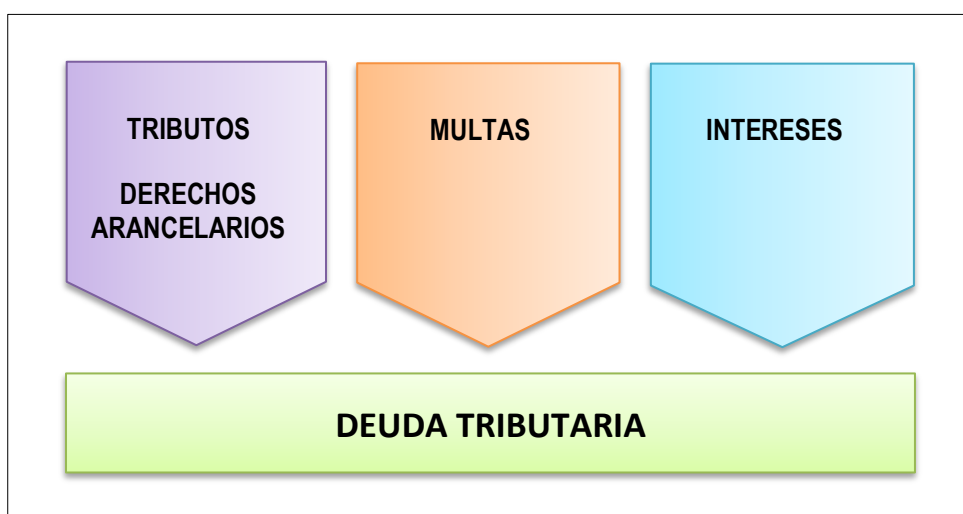 TRIBUTOS
DERECHOS
ARANCELARIOS
MULTAS
INTERESES
DEUDA TRIBUTARIA